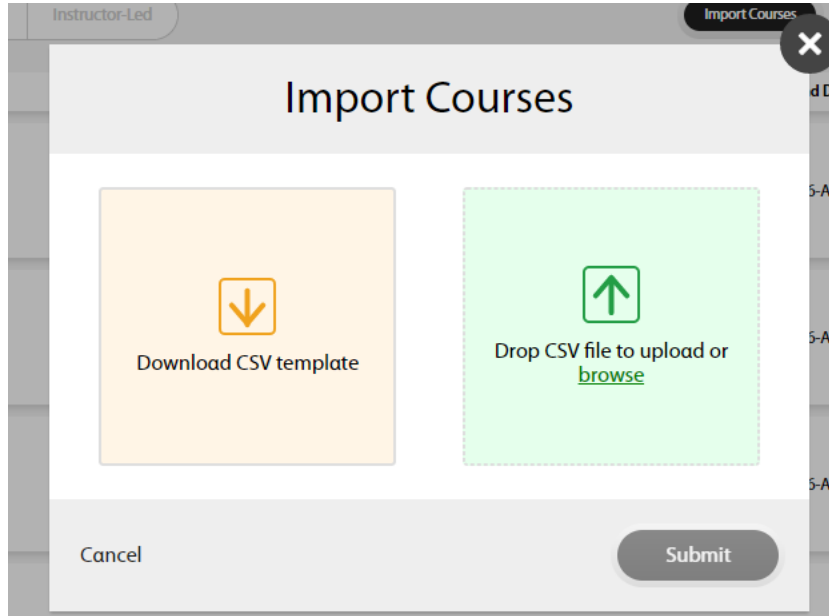 Instructor-Led
Import Courses
Import Courses
Download CSV template
Drop CSV file to upload or
browse
Cancel
Submit